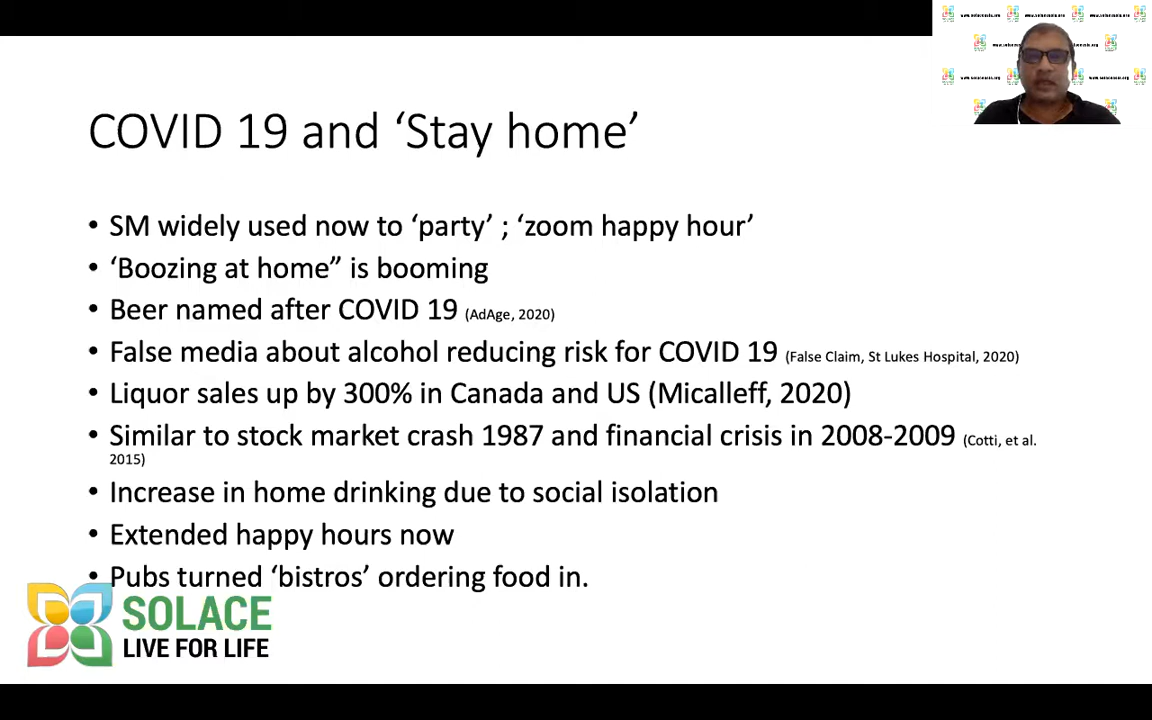 COVID 19 and ‘Stay home’
• SM widely used now to ‘party’ ; ‘zoom happy hour’
• ‘Boozing at home” is booming
• Beer named after COVID 19 (AdAge, 2020)
• False media about alcohol reducing risk for COVID 19 (False Claim, St Lukes Hospital, 2020)
• Liquor sales up by 300% in Canada and US (Micalleff, 2020)
• Similar to stock market crash 1987 and financial crisis in 2008-2009 (Cotti, et al.
2015)
• Increase in home drinking due to social isolation
• Extended happy hours now
• Pubs turned ‘bistros’ ordering food in.
SOLACE
LIVE FOR LIFE